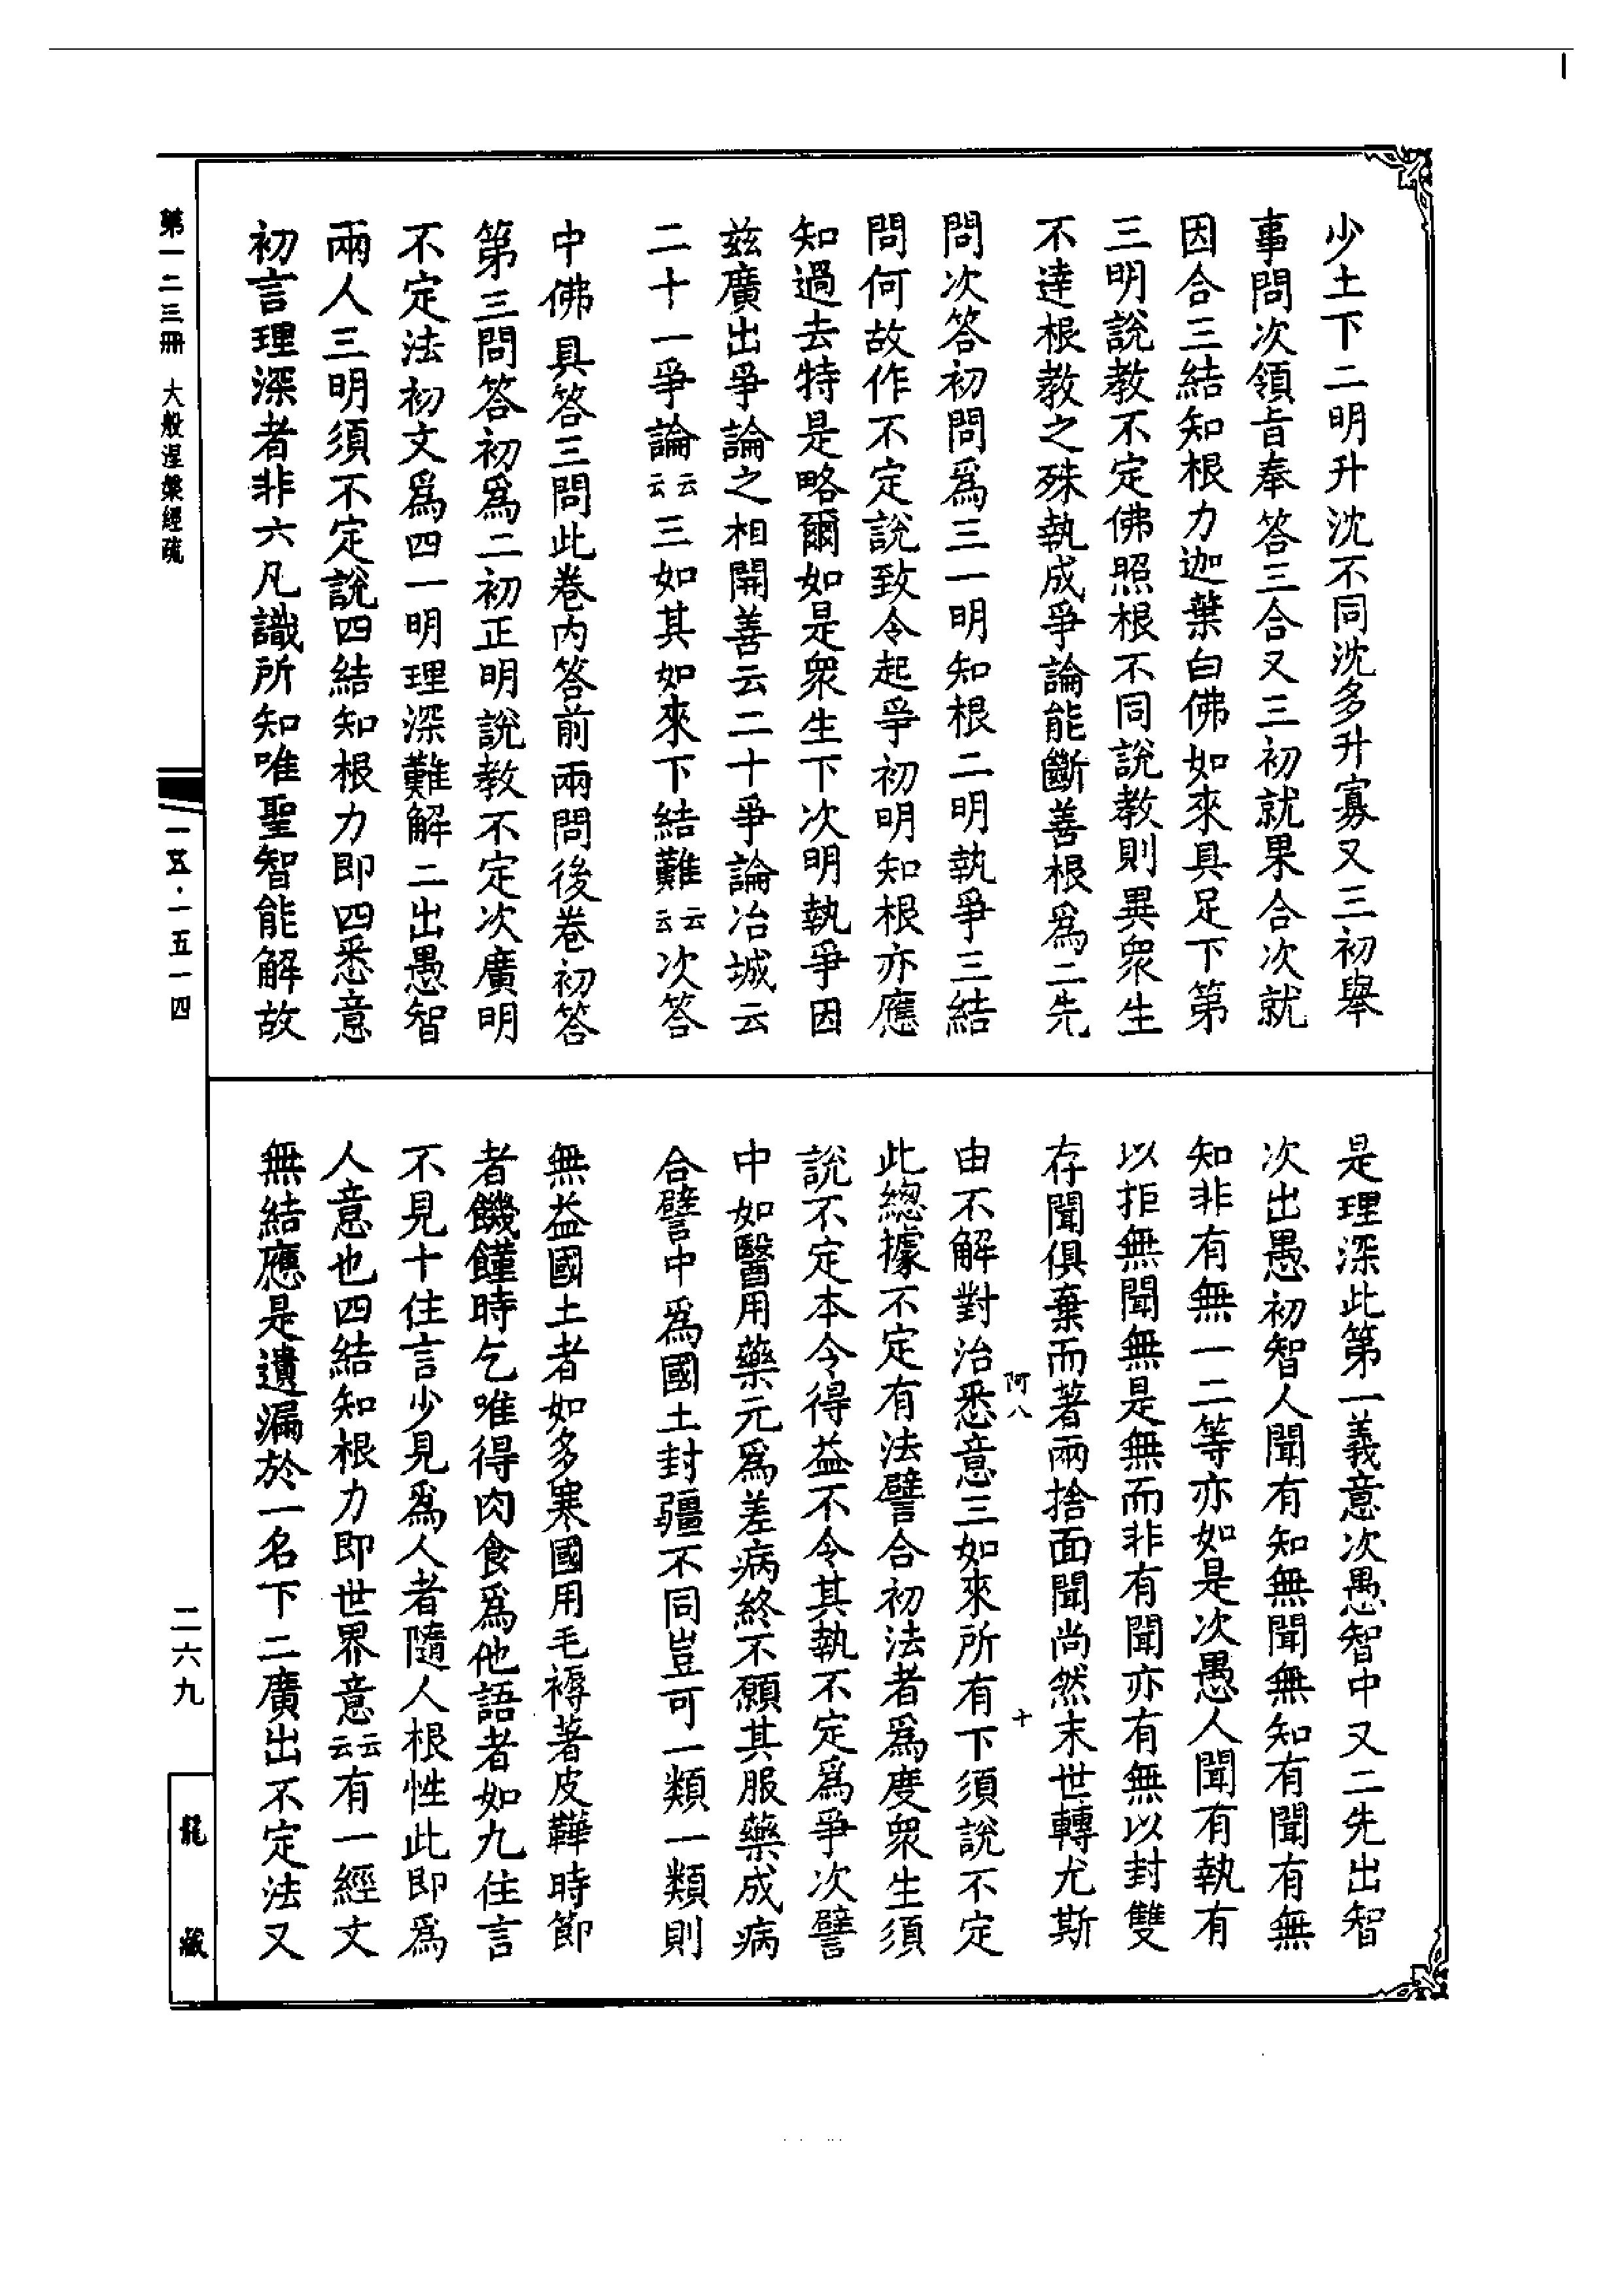 少土下二明升沈不同沈多升寡又三初舉
事問次領旨奉答三合又三初就果合次就
因合三結知根力迦葉白佛如來具足下第
三明說教不定佛照根不同說教則異衆生
不達根教之殊執成爭論能斷善根爲二先
問次答初問爲三一明知根二明執爭三結
問何故作不定說致令起爭初明知根亦應
知過去特是略爾如是衆生下次明執爭因
茲廣出爭論之相開善云二十爭論冶城云
二十一爭論云云三如其如來下結難云云次答
中佛具答三問此卷內答前兩問後卷初答
第三問答初爲二初正明說教不定次廣明
不定法初文爲四一明理深難解二出愚智
兩人三明須不定說四結知根力即四悉意
初言理深者非六凡識所知唯聖智能解故
是理深此第一義意次愚智中又二先出智
次出愚初智人聞有知無聞無知有聞有無
知非有無一二等亦如是次愚人聞有執有
以拒無聞無是無而非有聞亦有無以封雙
存聞俱棄而著兩捨面聞尚然末世轉尤斯
阿八 十
由不解對治悉意三如來所有下須說不定
此總據不定有法譬合初法者爲度衆生須
說不定本令得益不令其執不定爲爭次譬
中如醫用藥元爲差病終不願其服藥成病
合譬中爲國土封疆不同豈可一類一類則
無益國土者如多寒國用毛褥著皮鞾時節
者饑饉時乞唯得肉食爲他語者如九住言
不見十住言少見爲人者隨人根性此即爲
人意也四結知根力即世界意云云有一經文
無結應是遺漏於一名下二廣出不定法又
第一二三冊 大般涅槃經疏
一五·一五一四
二六九
龍藏